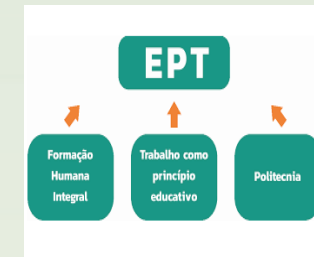 EPT
Formação
Humana
Integral
Trabalho como
princípio
educativo
Politecnia